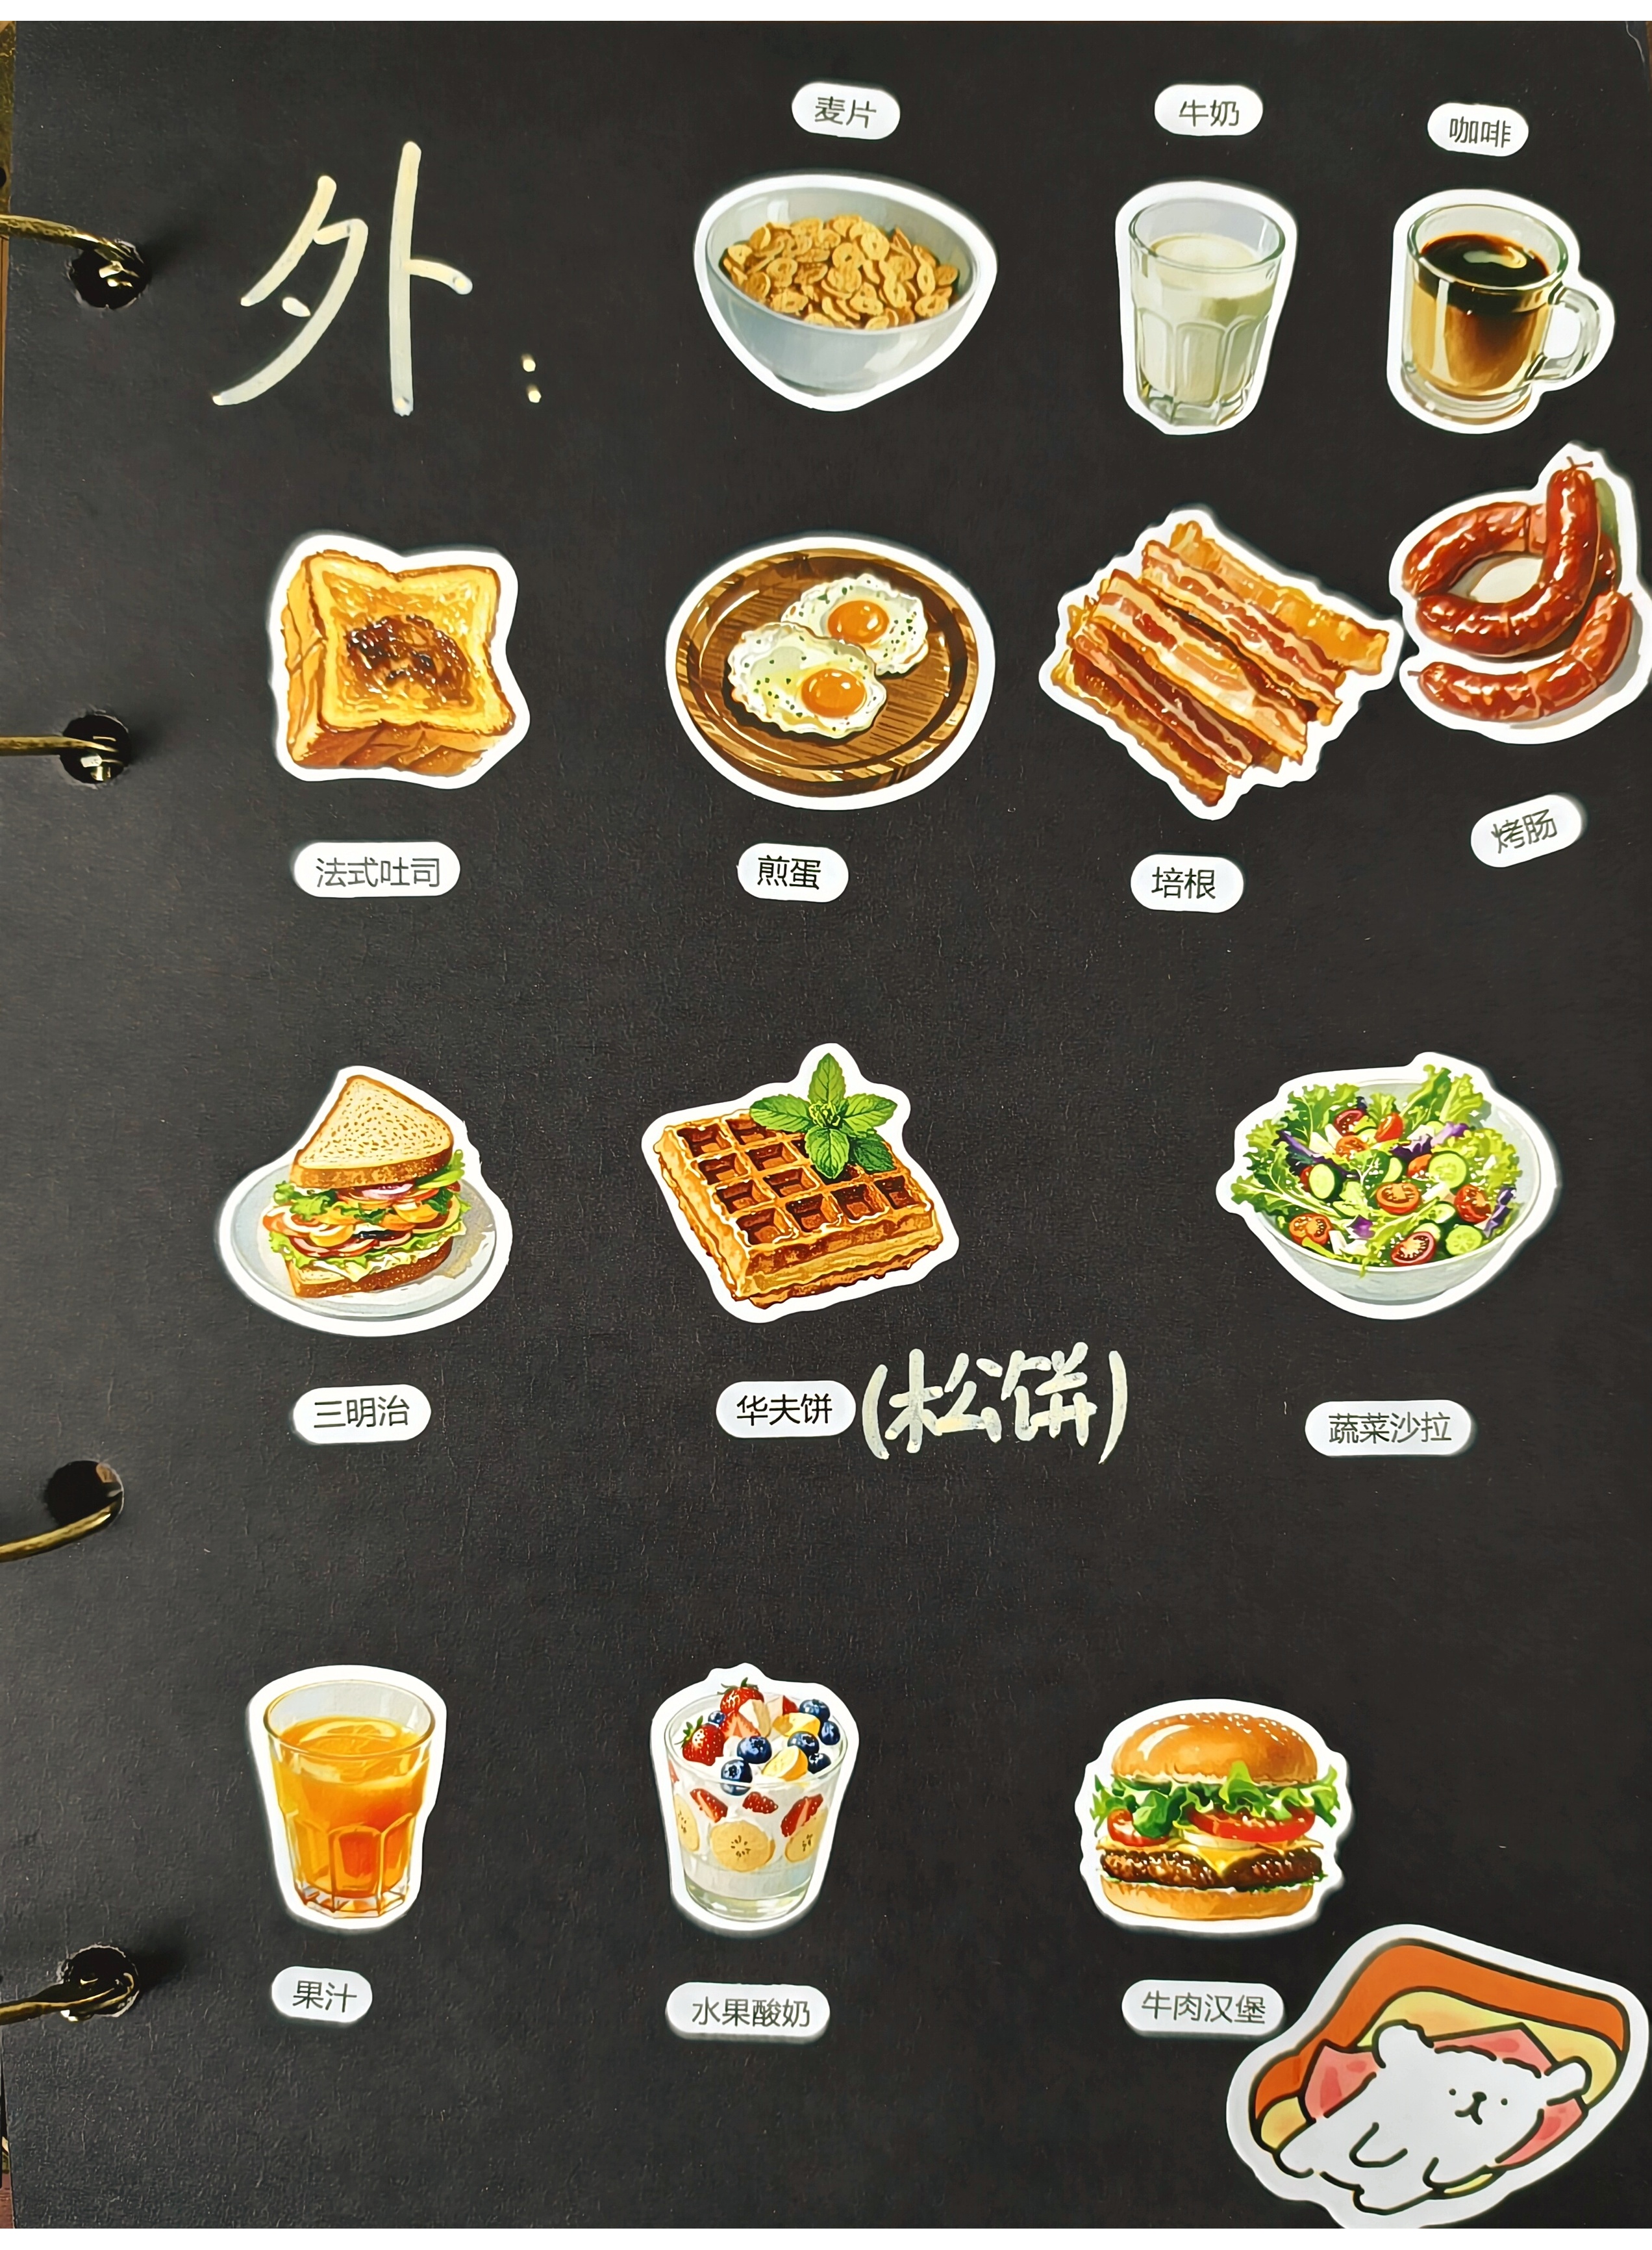 外:
麦片 牛奶 咖啡
法式吐司 煎蛋 培根 烤肠
三明治 华夫饼(松饼) 蔬菜沙拉
果汁 水果酸奶 牛肉汉堡